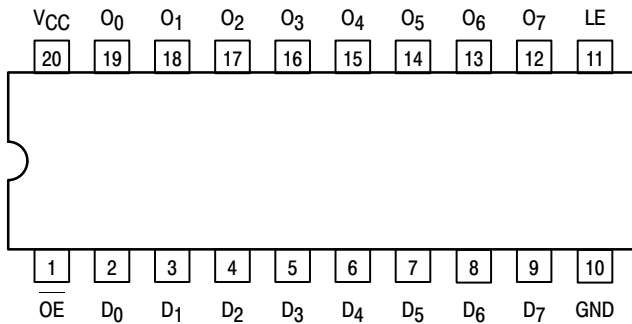 VCC O0 O1 O2 O3 O4 O5 O6 O7 LE
20 19 18 17 16 15 14 13 12 11
1 2 3 4 5 6 7 8 9 10
O̅E̅ D0 D1 D2 D3 D4 D5 D6 D7 GND